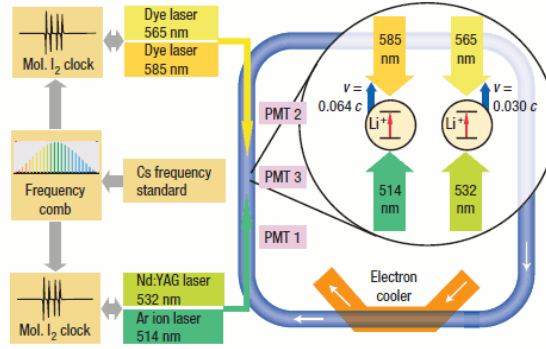 Mol. I2 clock
Dye laser
565 nm
Dye laser
585 nm
Frequency
comb
Cs frequency
standard
Mol. I2 clock
Nd:YAG laser
532 nm
Ar ion laser
514 nm
PMT 2
PMT 3
PMT 1
585
nm
565
nm
v =
0.064 c
v =
0.030 c
Li+
Li+
514
nm
532
nm
Electron
cooler